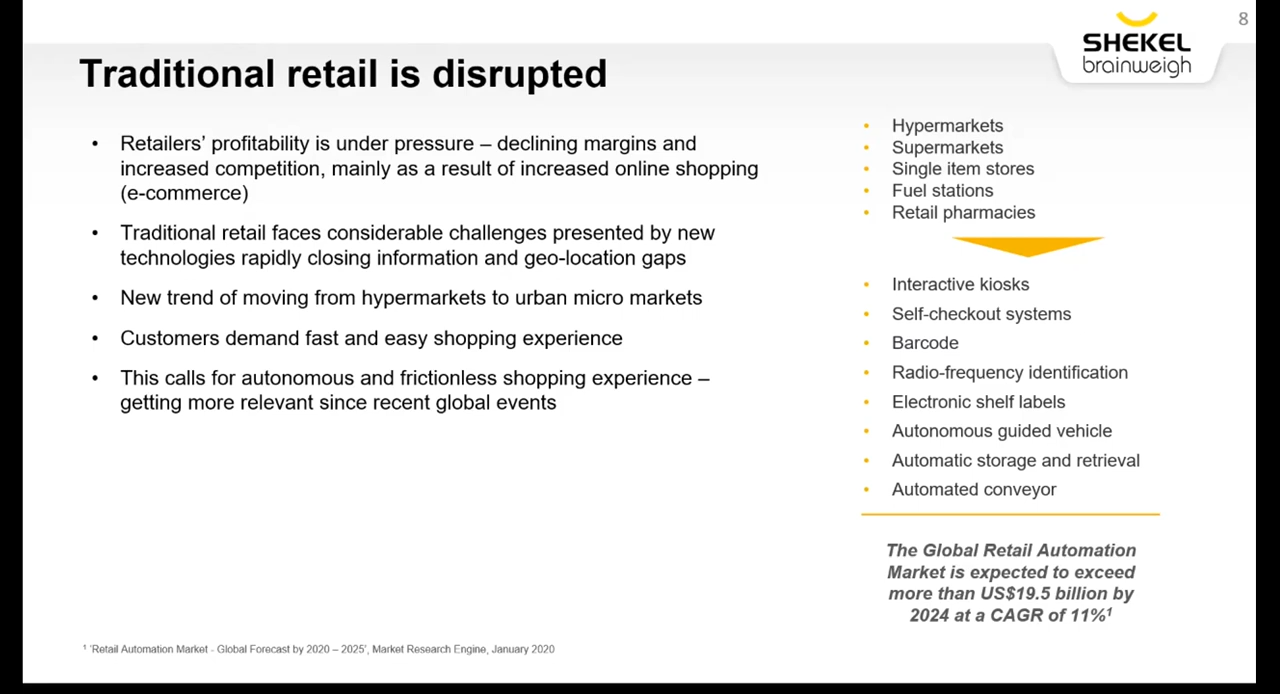 8
SHEKEL
brainweigh
Traditional retail is disrupted
• Retailers’ profitability is under pressure – declining margins and
increased competition, mainly as a result of increased online shopping
(e-commerce)
• Traditional retail faces considerable challenges presented by new
technologies rapidly closing information and geo-location gaps
• New trend of moving from hypermarkets to urban micro markets
• Customers demand fast and easy shopping experience
• This calls for autonomous and frictionless shopping experience –
getting more relevant since recent global events
• Hypermarkets
• Supermarkets
• Single item stores
• Fuel stations
• Retail pharmacies
• Interactive kiosks
• Self-checkout systems
• Barcode
• Radio-frequency identification
• Electronic shelf labels
• Autonomous guided vehicle
• Automatic storage and retrieval
• Automated conveyor
The Global Retail Automation
Market is expected to exceed
more than US$19.5 billion by
2024 at a CAGR of 11%¹
¹ 'Retail Automation Market - Global Forecast by 2020 – 2025', Market Research Engine, January 2020